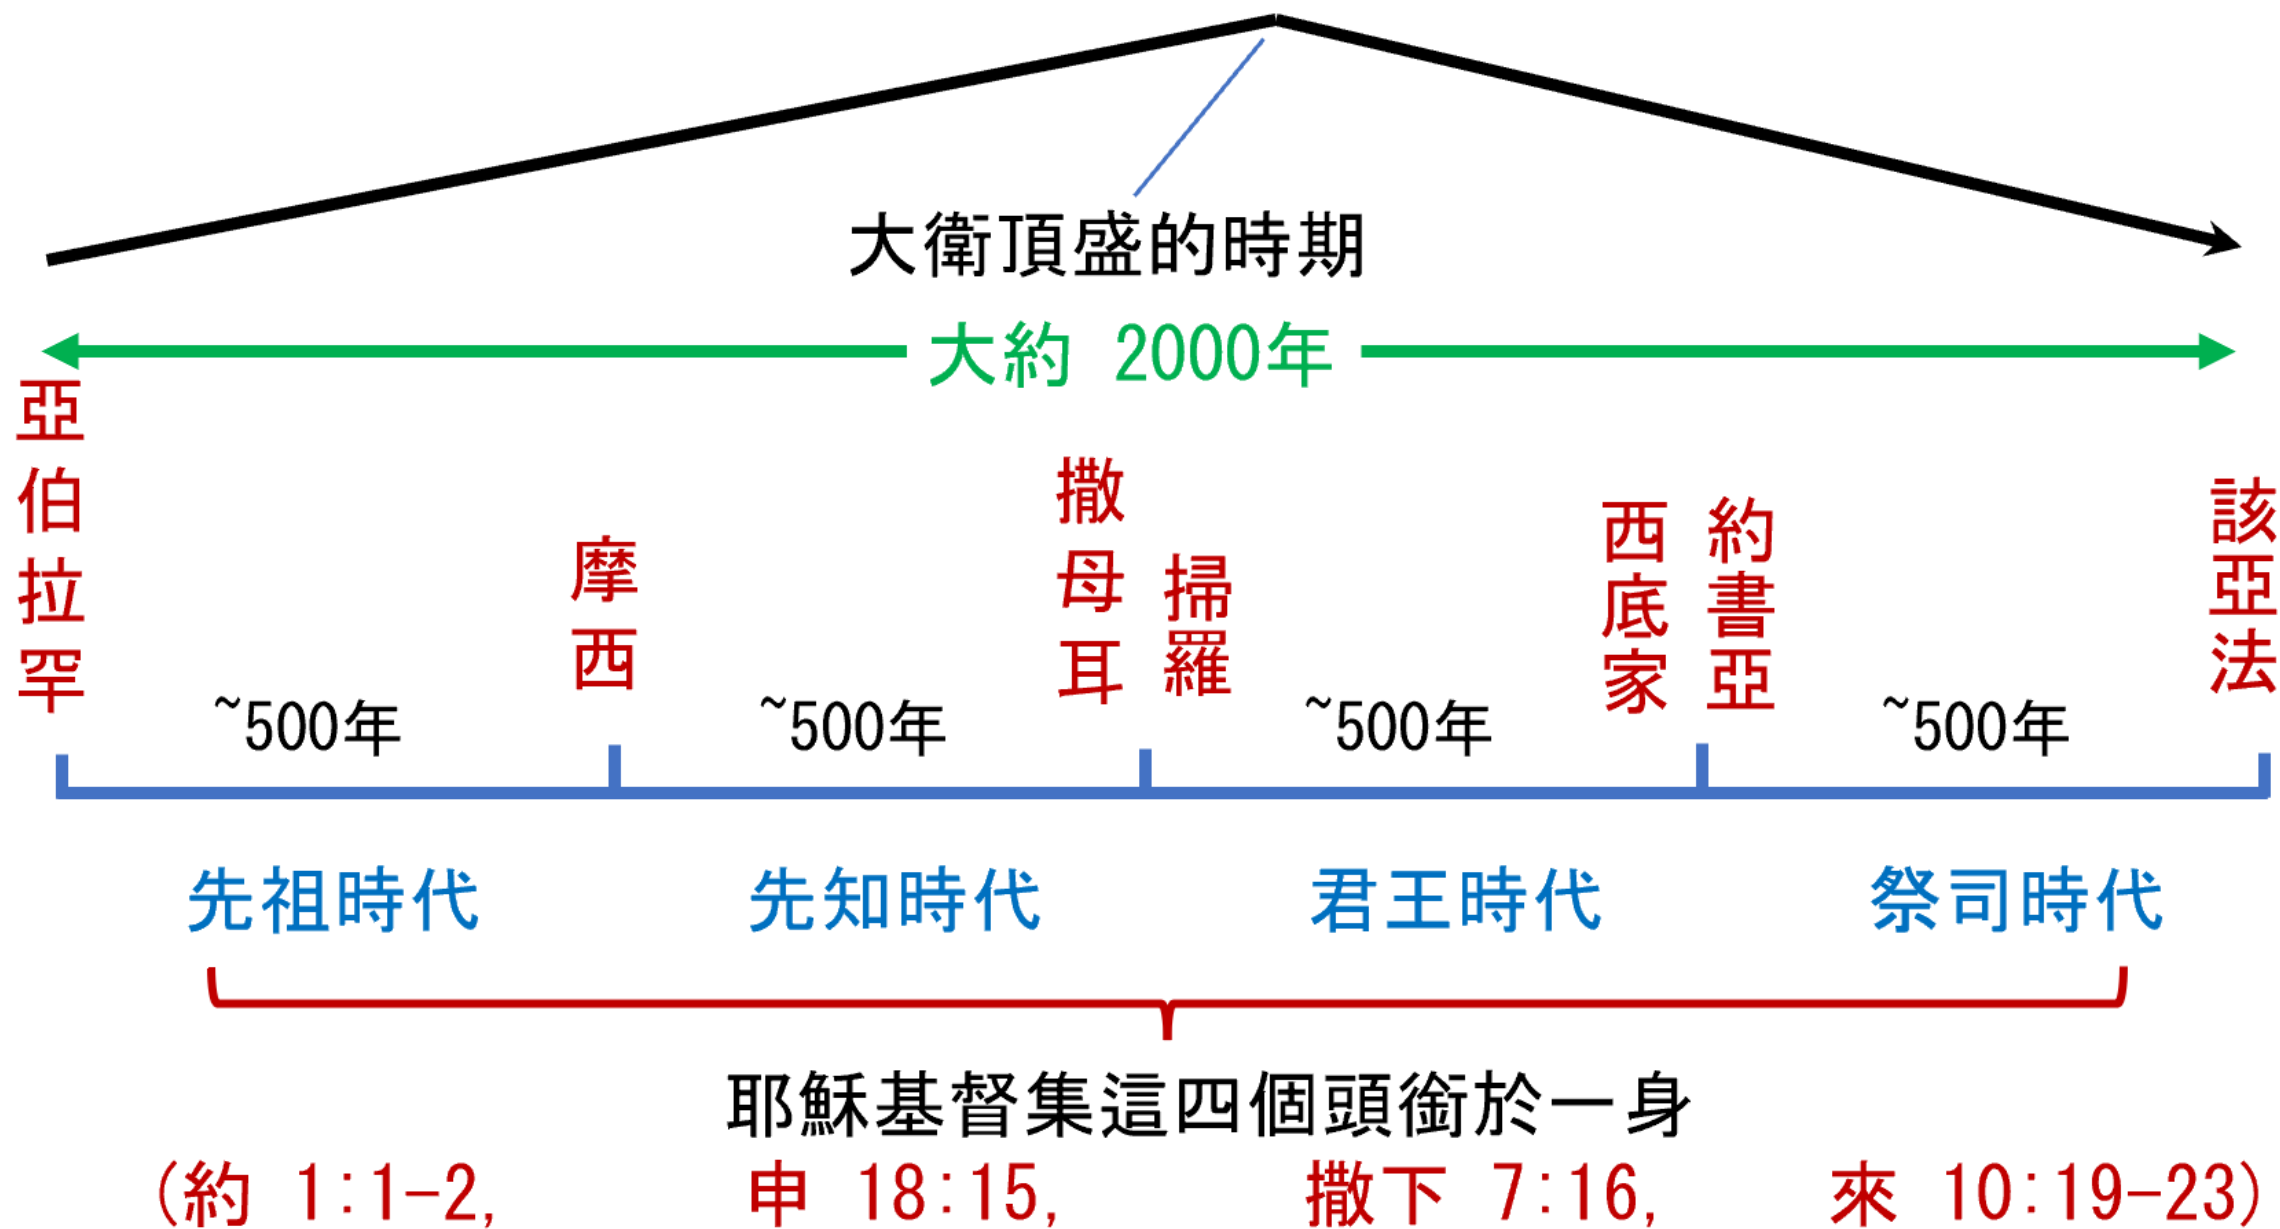 大衛頂盛的時期
大約 2000年
亞伯拉罕
摩西
撒母耳
掃羅
西底家
約書亞
該亞法
~500年
~500年
~500年
~500年
先祖時代
先知時代
君王時代
祭司時代
耶穌基督集這四個頭銜於一身
(約 1:1-2, 申 18:15, 撒下 7:16, 來 10:19-23)